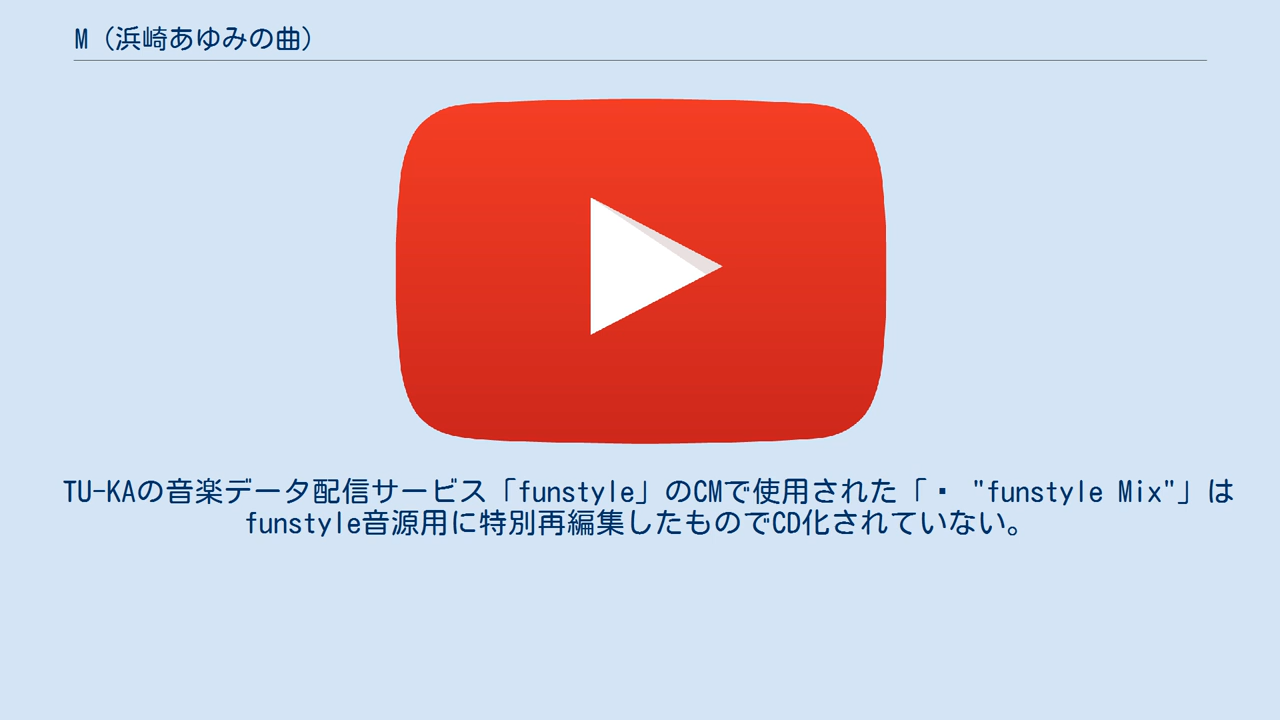 M（浜崎あゆみの曲）
TU-KAの音楽データ配信サービス「funstyle」のCMで使用された「▪ "funstyle Mix"」は
funstyle音源用に特別再編集したものでCD化されていない。